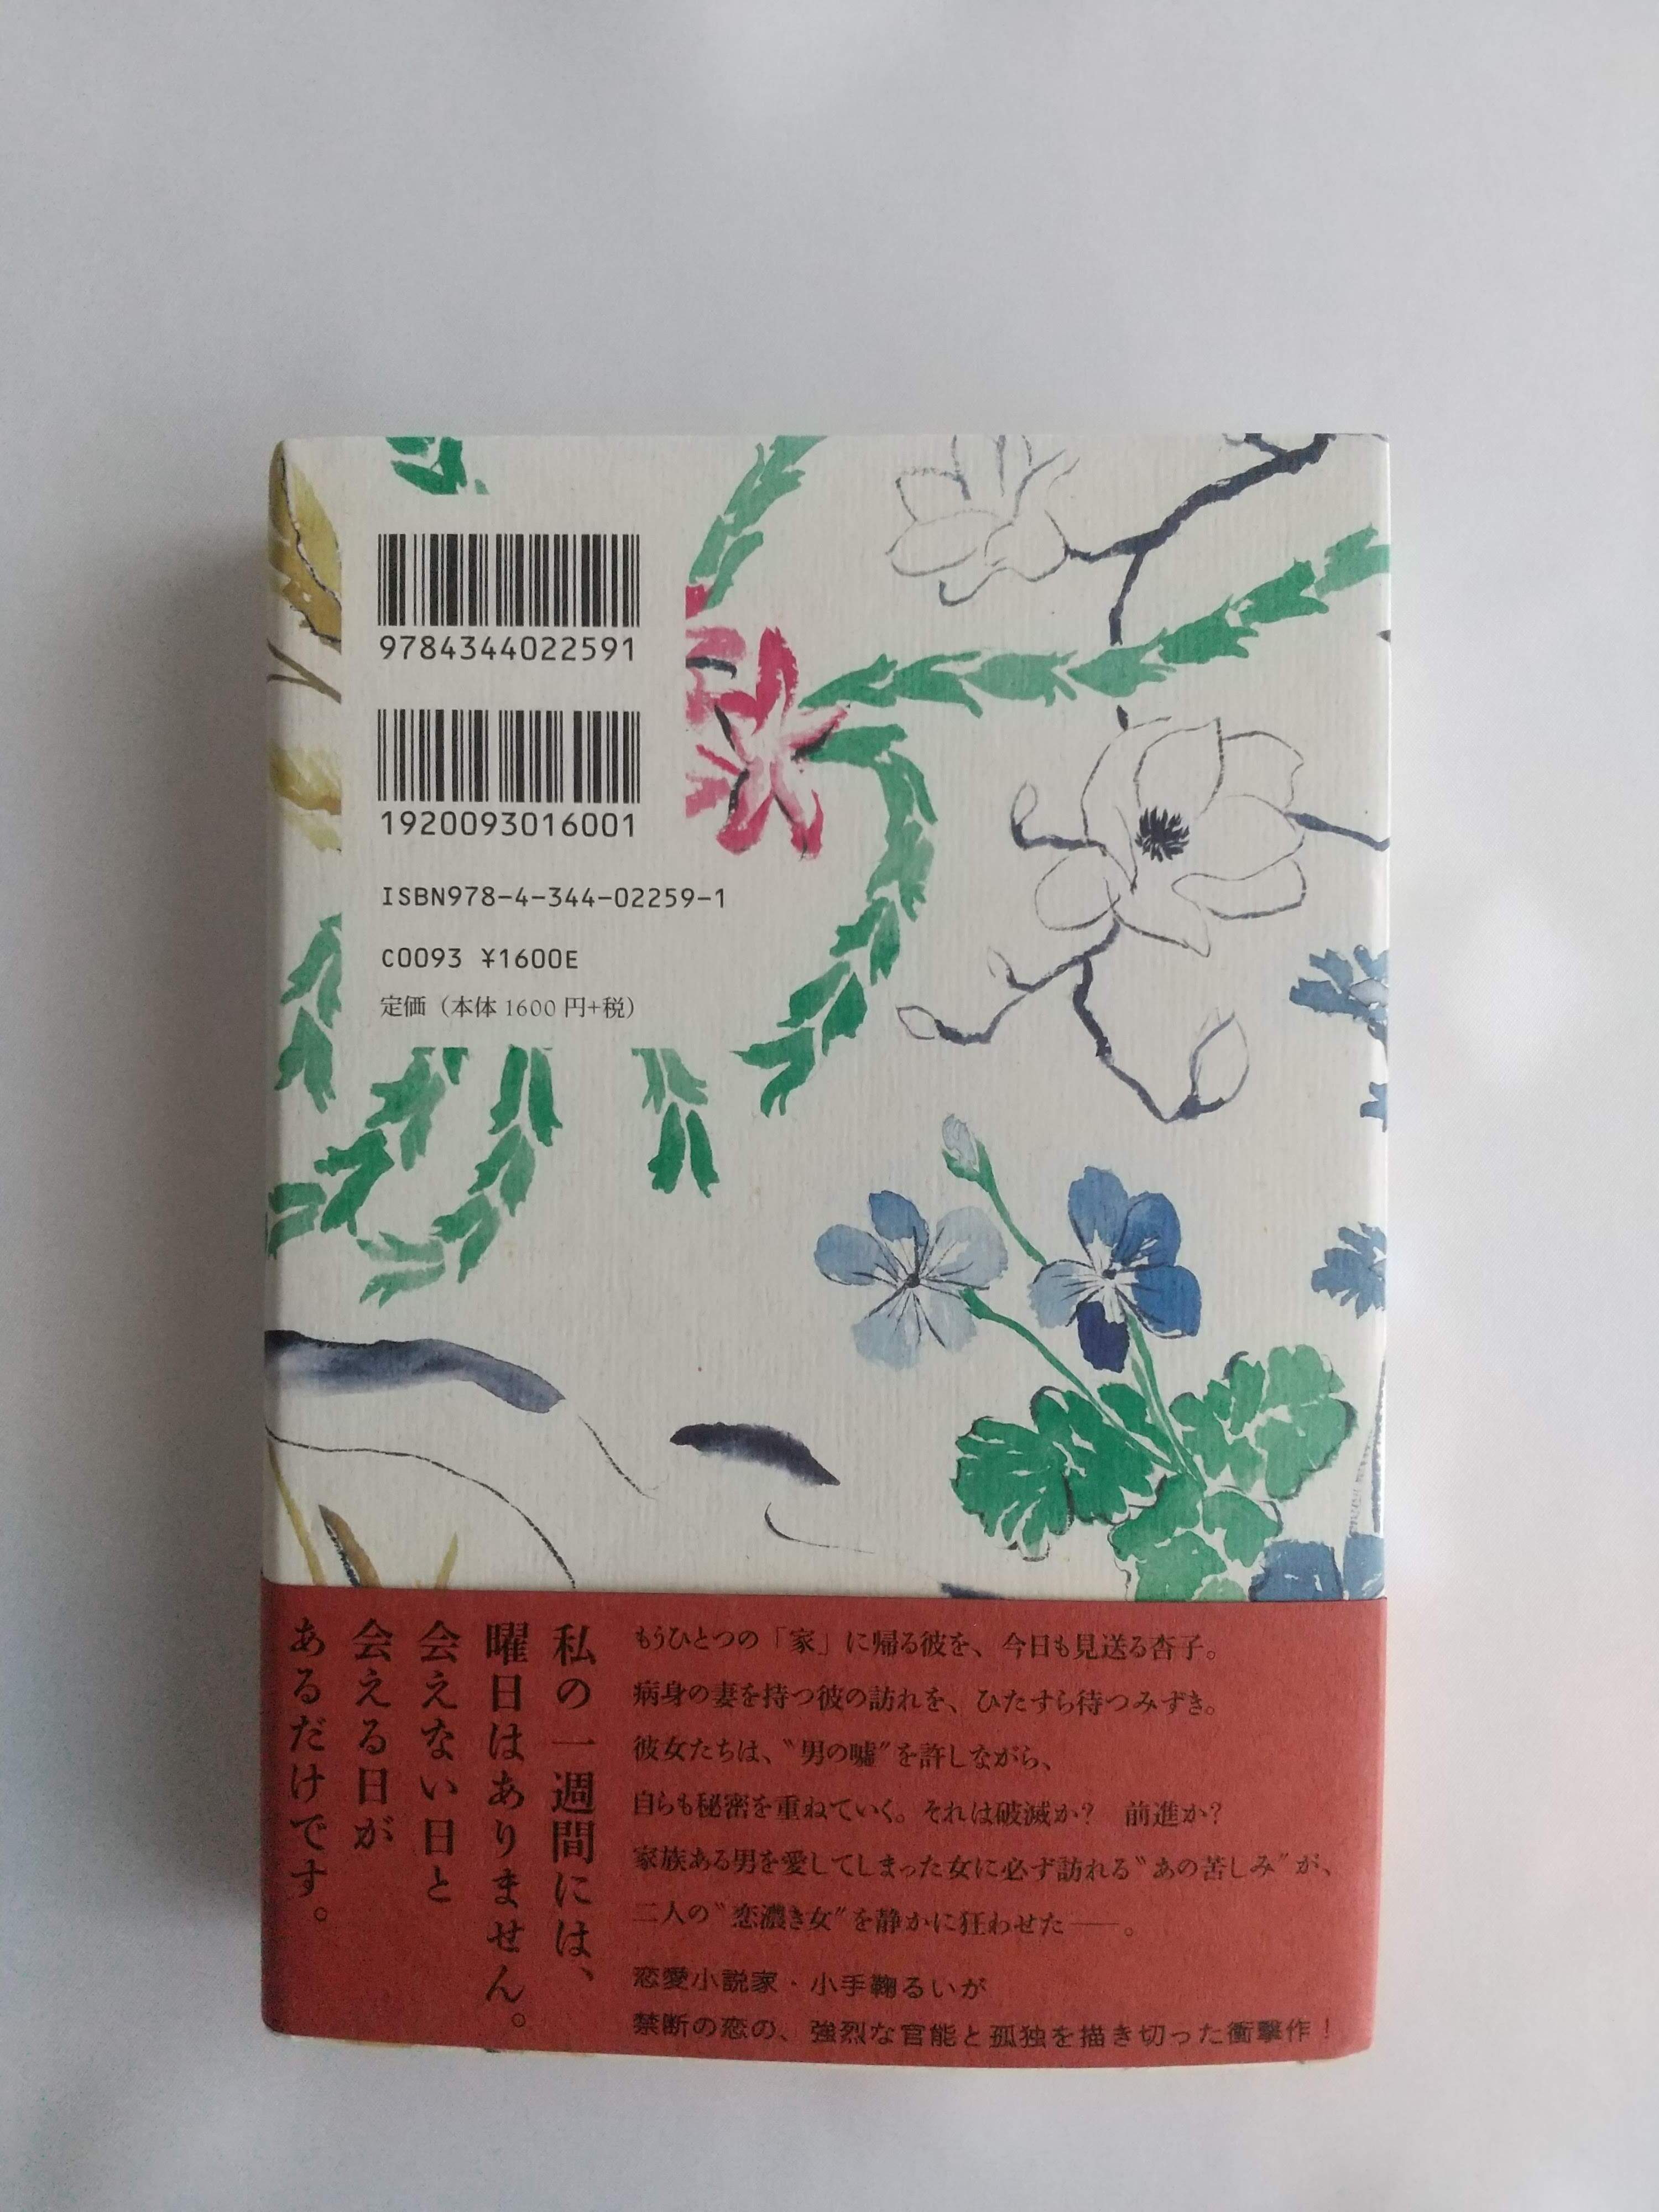 9784344022591
1920093016001
ISBN978-4-344-02259-1
C0093 ¥1600E
定価（本体1600円+税）
私の一週間には、
曜日はありません。
会えない日と
会える日が
あるだけです。
もうひとつの「家」に帰る彼を、今日も見送る杏子。
病身の妻を持つ彼の訪れを、ひたすら待つみずき。
彼女たちは、〝男の嘘〟を許しながら、
自らも秘密を重ねていく。それは破滅か？　前進か？
家族ある男を愛してしまった女に必ず訪れる〝あの苦しみ〟が、
二人の〝恋濃き女〟を静かに狂わせた――。
恋愛小説家・小手鞠るいが
禁断の恋の、強烈な官能と孤独を描き切った衝撃作！